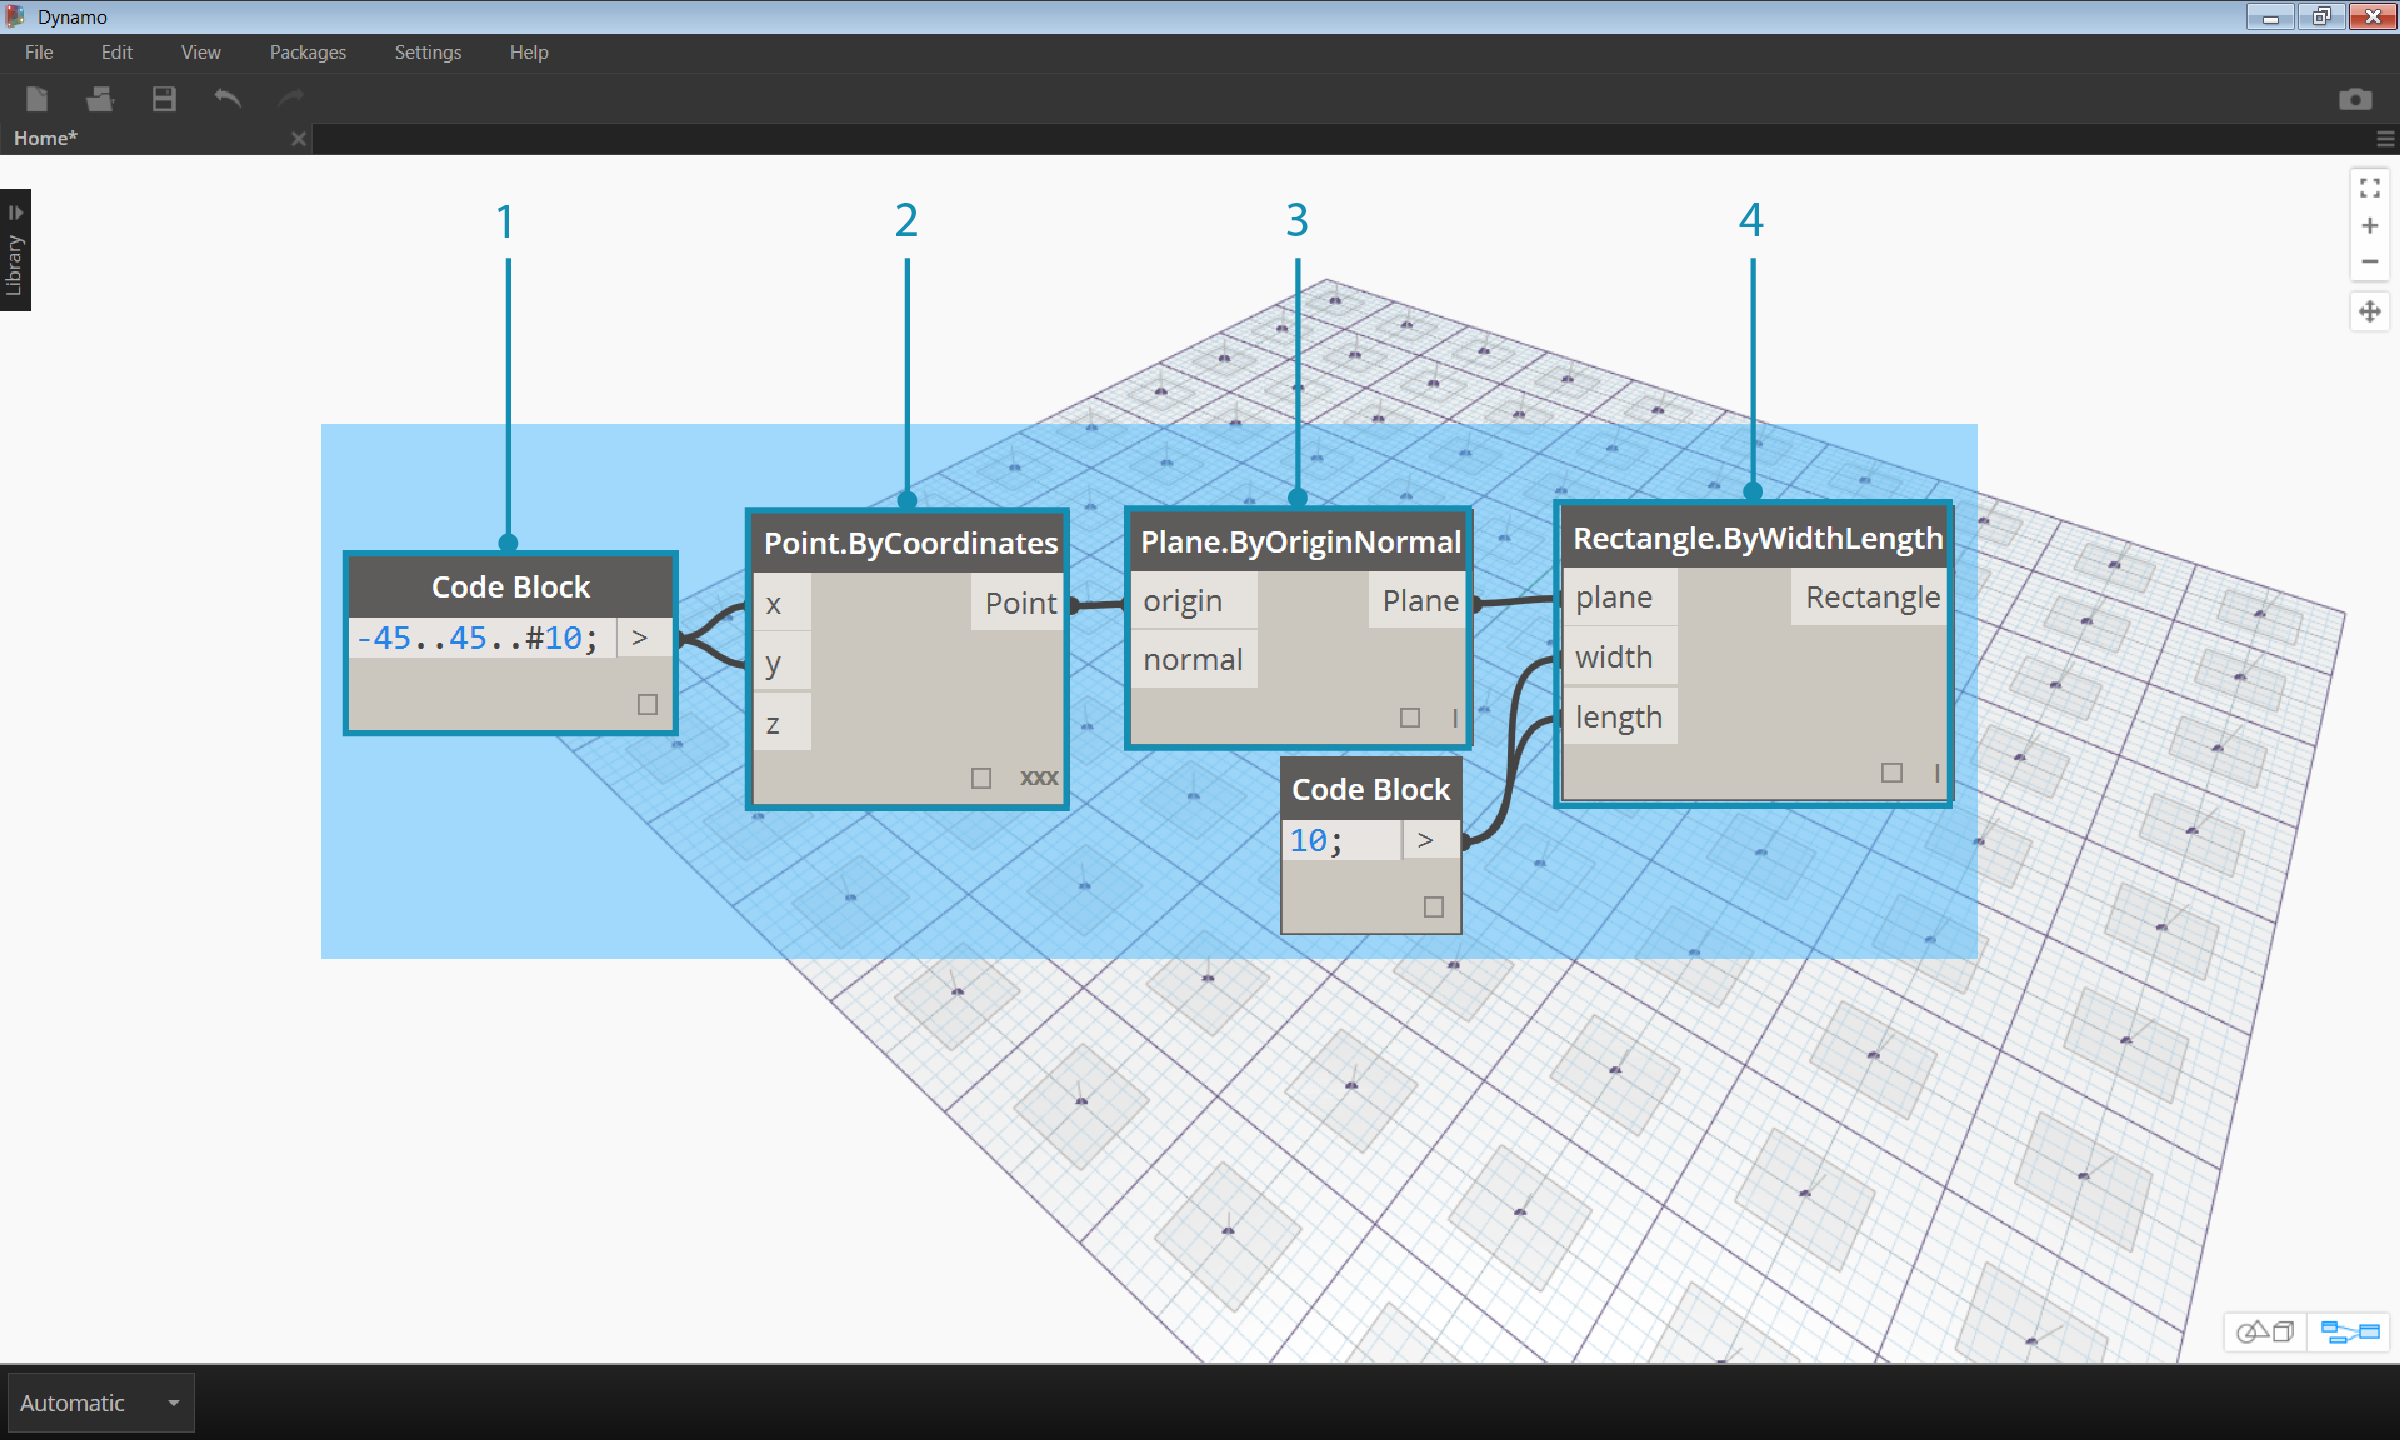 Dynamo
File Edit View Packages Settings Help
Home*
Library
1 2 3 4
Code Block
-45..45..#10; >
Point.ByCoordinates
x Point
y
z
xxx
Plane.ByOriginNormal
origin Plane
normal
I
Rectangle.ByWidthLength
plane Rectangle
width
length
I
Code Block
10; >
Automatic